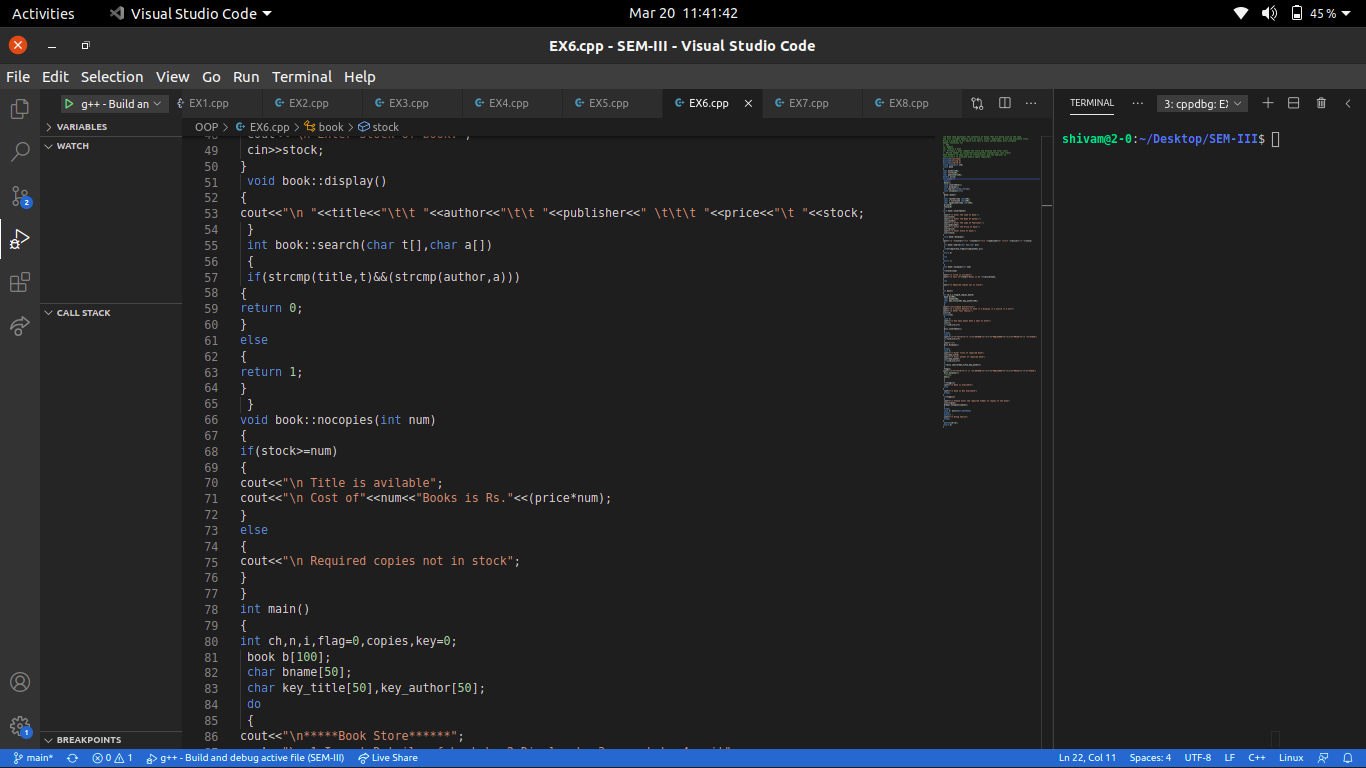 Activities Visual Studio Code Mar 20 11:41:42 45 %
EX6.cpp - SEM-III - Visual Studio Code
File Edit Selection View Go Run Terminal Help
g++ - Build an EX1.cpp EX2.cpp EX3.cpp EX4.cpp EX5.cpp EX6.cpp EX7.cpp EX8.cpp TERMINAL 3: cppdbg: EX
VARIABLES
OOP > EX6.cpp > book > stock
WATCH
CALL STACK
BREAKPOINTS
shivam@2-0:~/Desktop/SEM-III$
49 cin>>stock;
50 }
51 void book::display()
52 {
53 cout<<"\n "<<title<<"\t\t "<<author<<"\t\t "<<publisher<<" \t\t\t "<<price<<"\t "<<stock;
54 }
55 int book::search(char t[],char a[])
56 {
57 if(strcmp(title,t)&&(strcmp(author,a)))
58 {
59 return 0;
60 }
61 else
62 {
63 return 1;
64 }
65 }
66 void book::nocopies(int num)
67 {
68 if(stock>=num)
69 {
70 cout<<"\n Title is avilable";
71 cout<<"\n Cost of"<<num<<"Books is Rs."<<(price*num);
72 }
73 else
74 {
75 cout<<"\n Required copies not in stock";
76 }
77 }
78 int main()
79 {
80 int ch,n,i,flag=0,copies,key=0;
81 book b[100];
82 char bname[50];
83 char key_title[50],key_author[50];
84 do
85 {
86 cout<<"\n*****Book Store******";
main* 2 1 0 1 g++ - Build and debug active file (SEM-III) Live Share Ln 22, Col 11 Spaces: 4 UTF-8 LF C++ Linux